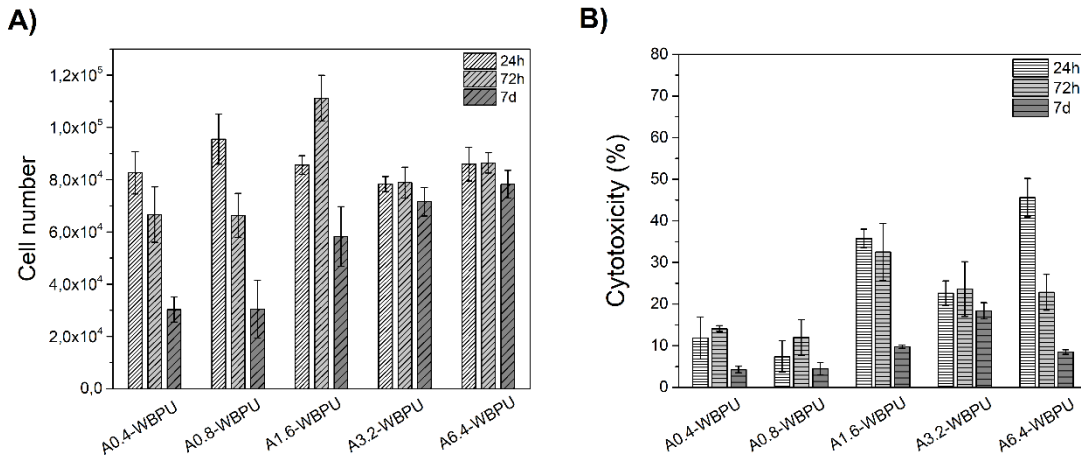 A)
1,2x10⁵
1,0x10⁵
8,0x10⁴
6,0x10⁴
4,0x10⁴
2,0x10⁴
0,0
Cell number
24h
72h
7d
A0.4-WBPU
A0.8-WBPU
A1.6-WBPU
A3.2-WBPU
A6.4-WBPU
B)
80
70
60
50
40
30
20
10
0
Cytotoxicity (%)
24h
72h
7d
A0.4-WBPU
A0.8-WBPU
A1.6-WBPU
A3.2-WBPU
A6.4-WBPU